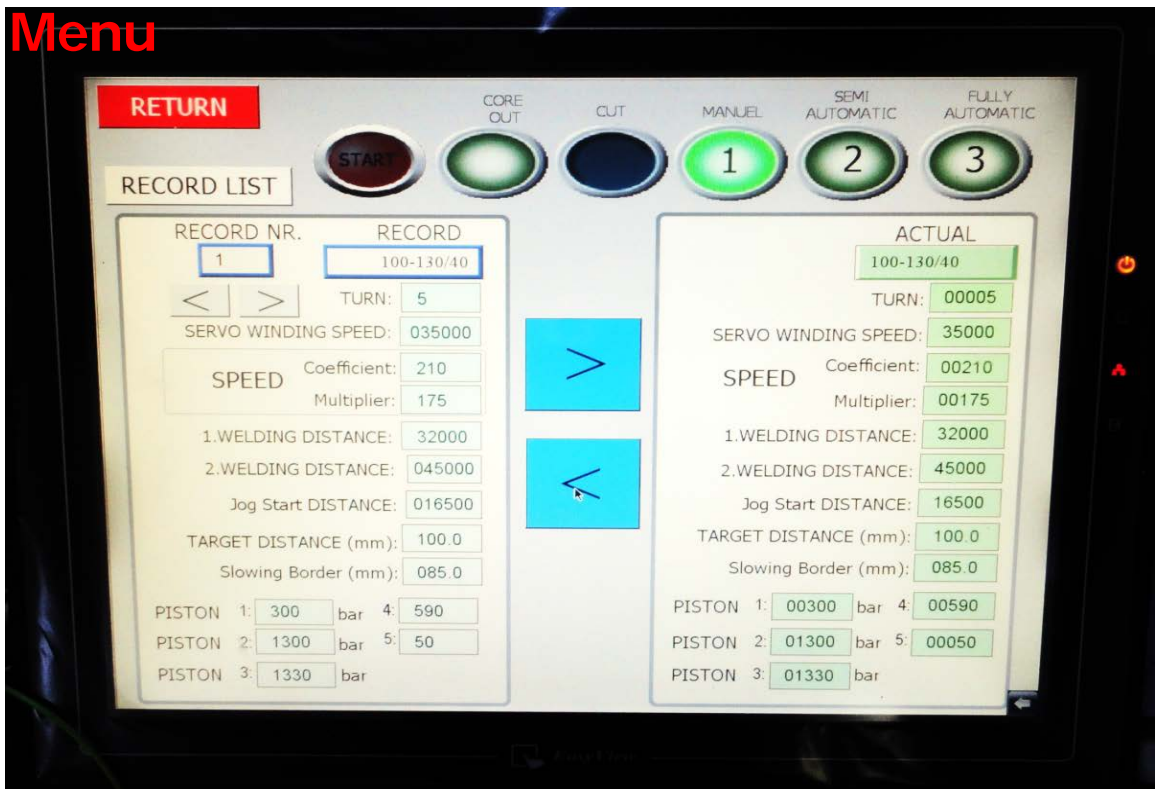 Menu
RETURN
CORE OUT
CUT
MANUEL
SEMI AUTOMATIC
FULLY AUTOMATIC
START
1
2
3
RECORD LIST
RECORD NR.
RECORD
1
100-130/40
< >
TURN: 5
SERVO WINDING SPEED: 035000
SPEED
Coefficient: 210
Multiplier: 175
1.WELDING DISTANCE: 32000
2.WELDING DISTANCE: 045000
Jog Start DISTANCE: 016500
TARGET DISTANCE (mm): 100.0
Slowing Border (mm): 085.0
PISTON 1: 300 bar 4: 590
PISTON 2: 1300 bar 5: 50
PISTON 3: 1330 bar
>
<
ACTUAL
100-130/40
TURN: 00005
SERVO WINDING SPEED: 35000
SPEED
Coefficient: 00210
Multiplier: 00175
1.WELDING DISTANCE: 32000
2.WELDING DISTANCE: 45000
Jog Start DISTANCE: 16500
TARGET DISTANCE (mm): 100.0
Slowing Border (mm): 085.0
PISTON 1: 00300 bar 4: 00590
PISTON 2: 01300 bar 5: 00050
PISTON 3: 01330 bar
EasyView